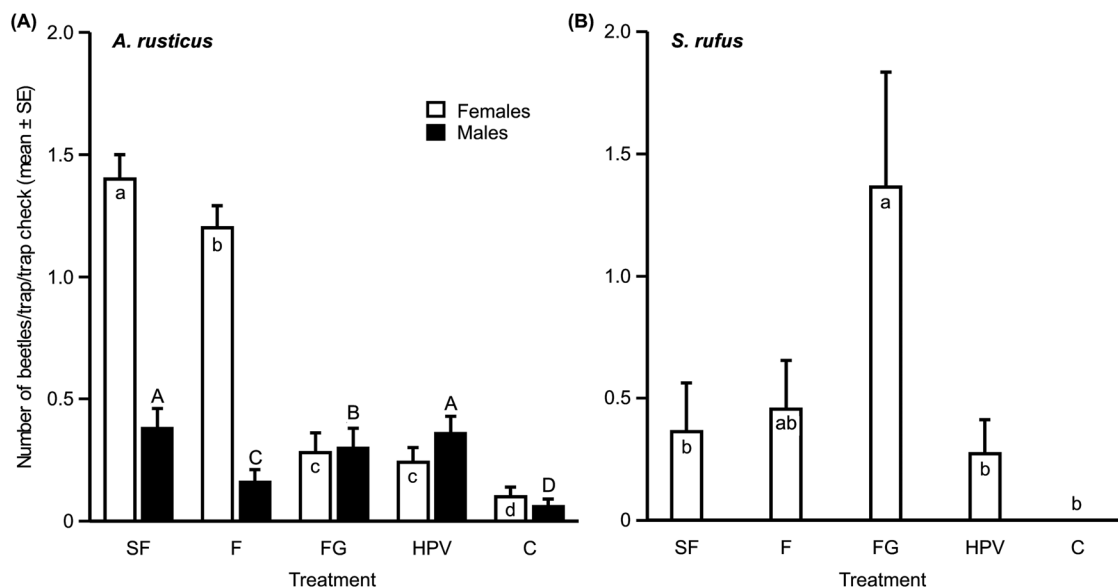 (A)
A. rusticus
Number of beetles/trap/trap check (mean ± SE)
2.0
1.5
1.0
0.5
0
Females
Males
a
A
b
C
c
B
c
A
d
D
SF F FG HPV C
Treatment
(B)
S. rufus
2.0
1.5
1.0
0.5
0
b
ab
a
b
b
SF F FG HPV C
Treatment